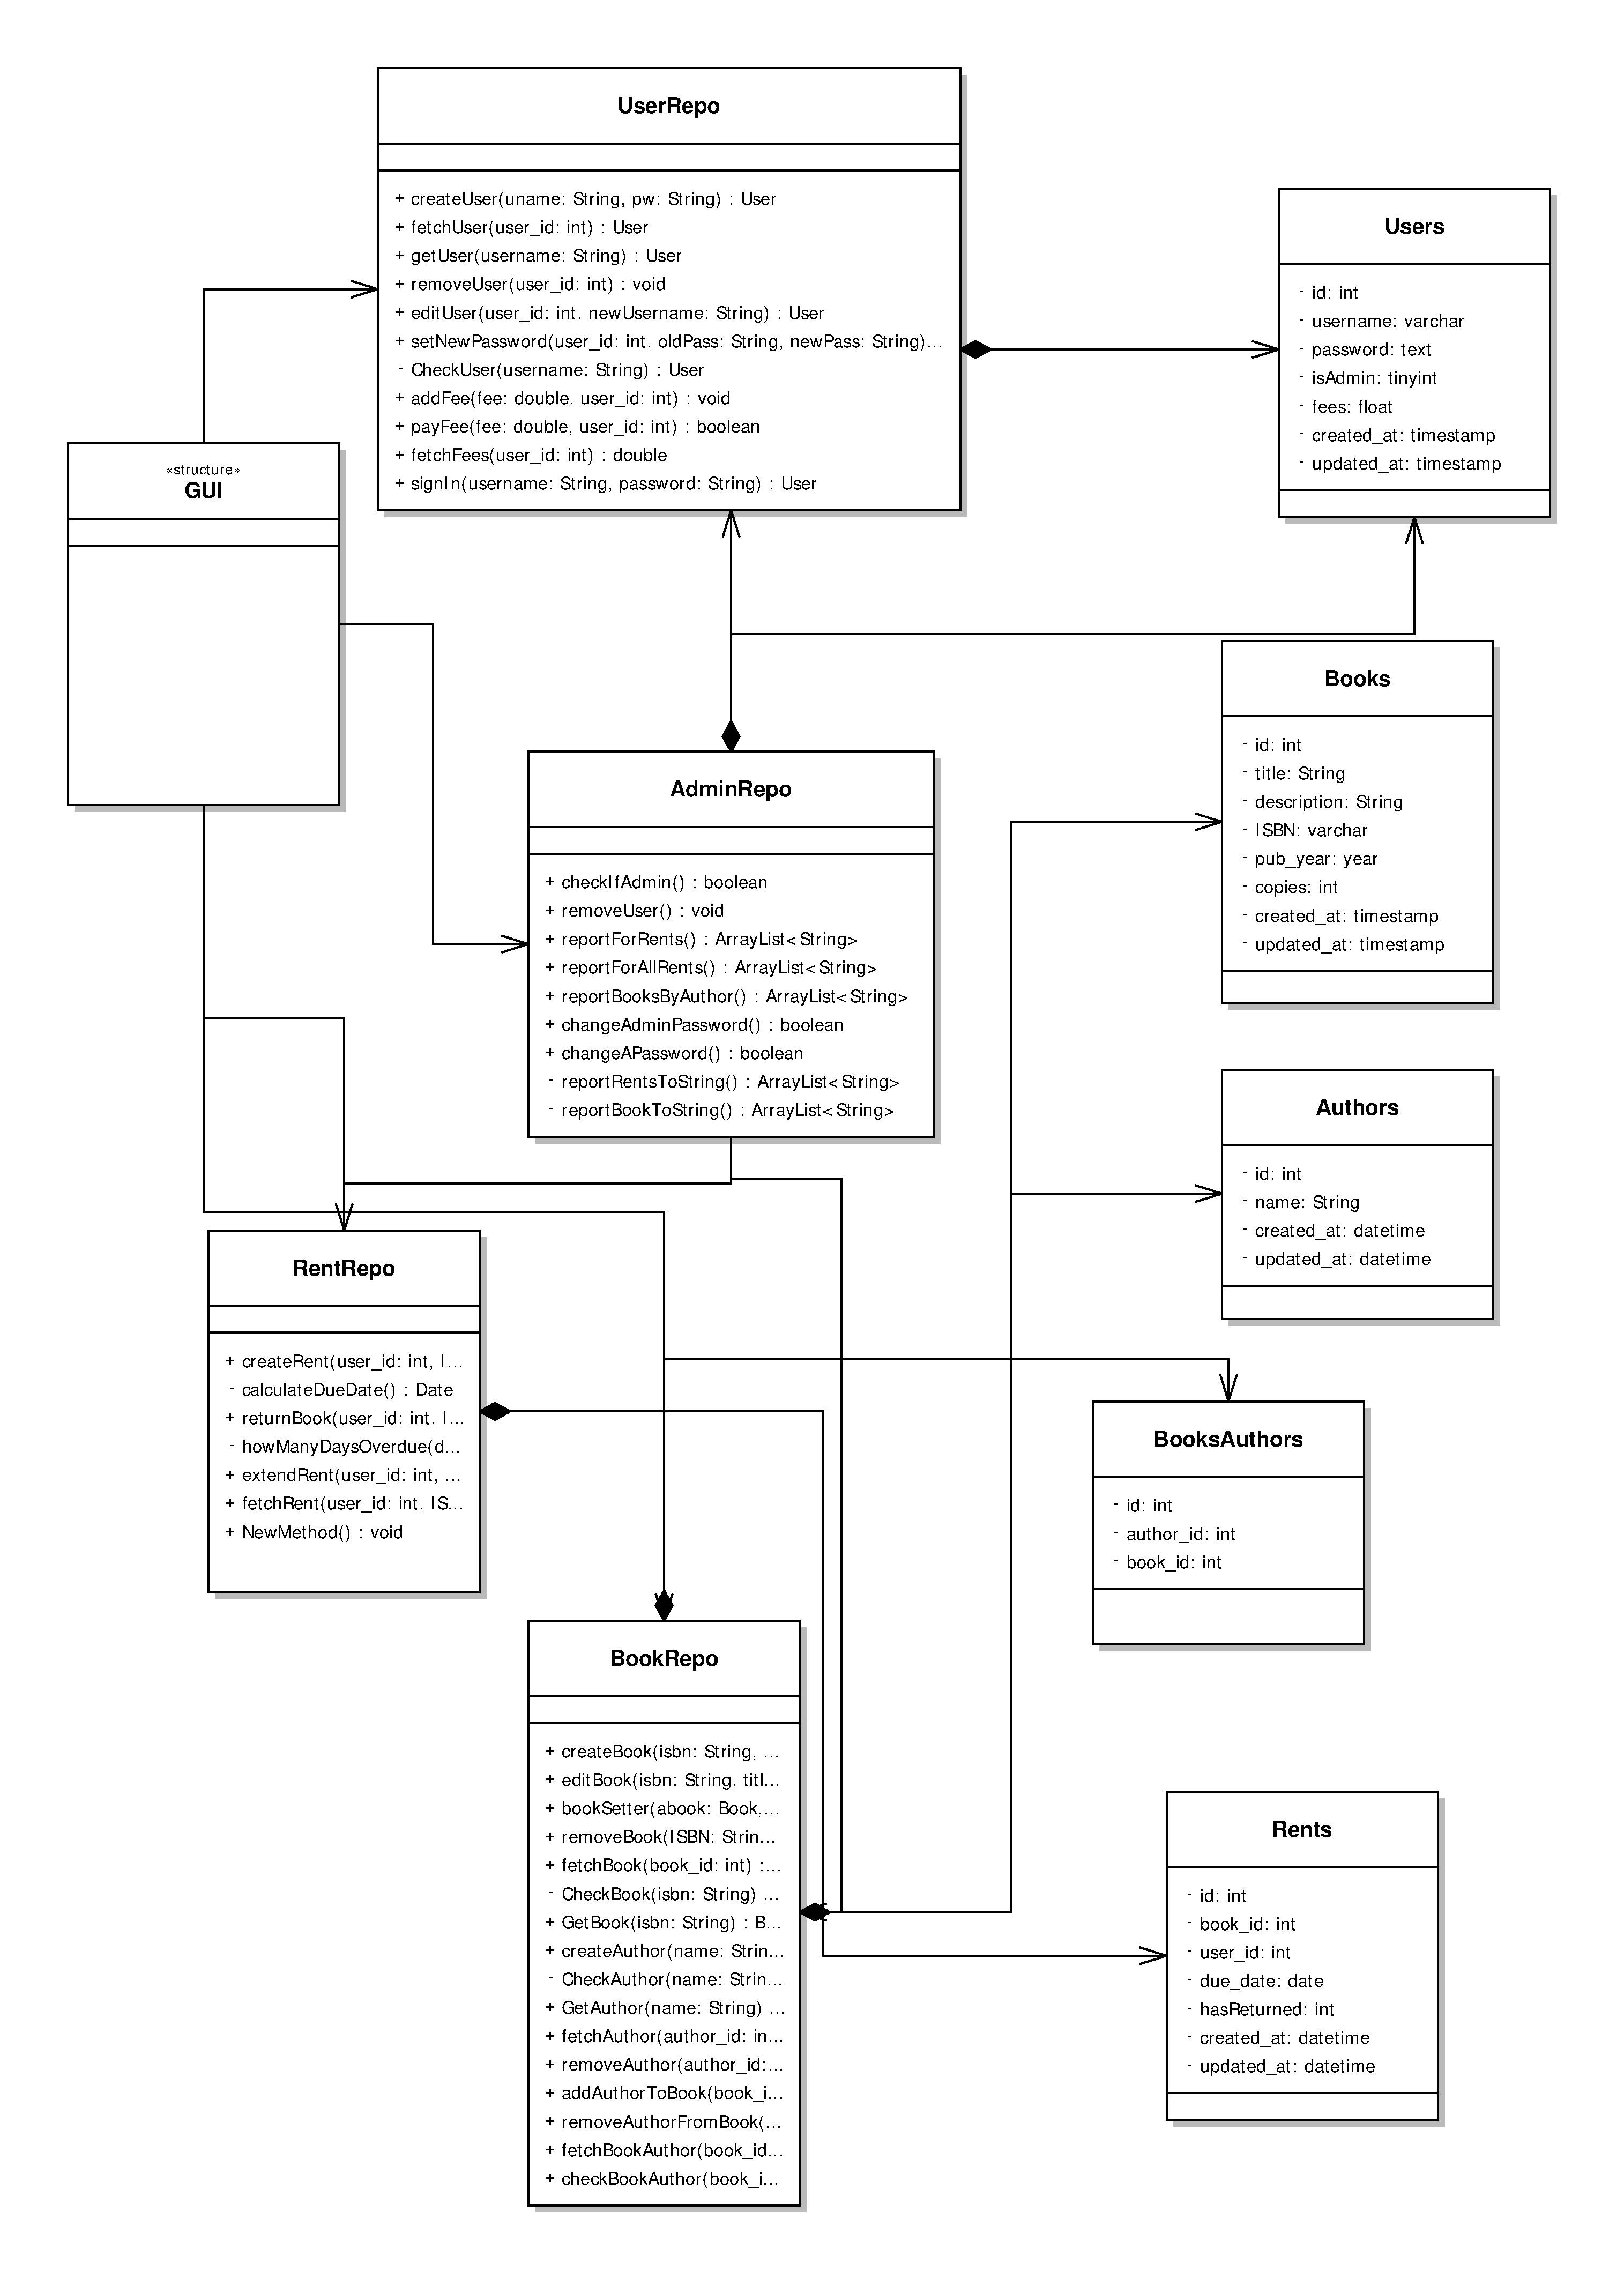 UserRepo
+ createUser(uname: String, pw: String) : User
+ fetchUser(user_id: int) : User
+ getUser(username: String) : User
+ removeUser(user_id: int) : void
+ editUser(user_id: int, newUsername: String) : User
+ setNewPassword(user_id: int, oldPass: String, newPass: String)...
- CheckUser(username: String) : User
+ addFee(fee: double, user_id: int) : void
+ payFee(fee: double, user_id: int) : boolean
+ fetchFees(user_id: int) : double
+ signIn(username: String, password: String) : User
Users
- id: int
- username: varchar
- password: text
- isAdmin: tinyint
- fees: float
- created_at: timestamp
- updated_at: timestamp
«structure»
GUI
Books
- id: int
- title: String
- description: String
- ISBN: varchar
- pub_year: year
- copies: int
- created_at: timestamp
- updated_at: timestamp
AdminRepo
+ checkIfAdmin() : boolean
+ removeUser() : void
+ reportForRents() : ArrayList<String>
+ reportForAllRents() : ArrayList<String>
+ reportBooksByAuthor() : ArrayList<String>
+ changeAdminPassword() : boolean
+ changeAPassword() : boolean
- reportRentsToString() : ArrayList<String>
- reportBookToString() : ArrayList<String>
Authors
- id: int
- name: String
- created_at: datetime
- updated_at: datetime
RentRepo
+ createRent(user_id: int, I...
- calculateDueDate() : Date
+ returnBook(user_id: int, I...
- howManyDaysOverdue(d...
+ extendRent(user_id: int, ...
+ fetchRent(user_id: int, IS...
+ NewMethod() : void
BooksAuthors
- id: int
- author_id: int
- book_id: int
BookRepo
+ createBook(isbn: String, ...
+ editBook(isbn: String, titl...
+ bookSetter(abook: Book,...
+ removeBook(ISBN: Strin...
+ fetchBook(book_id: int) :...
- CheckBook(isbn: String) ...
+ GetBook(isbn: String) : B...
+ createAuthor(name: Strin...
- CheckAuthor(name: Strin...
+ GetAuthor(name: String) ...
+ fetchAuthor(author_id: in...
+ removeAuthor(author_id:...
+ addAuthorToBook(book_i...
+ removeAuthorFromBook(...
+ fetchBookAuthor(book_id...
+ checkBookAuthor(book_i...
Rents
- id: int
- book_id: int
- user_id: int
- due_date: date
- hasReturned: int
- created_at: datetime
- updated_at: datetime